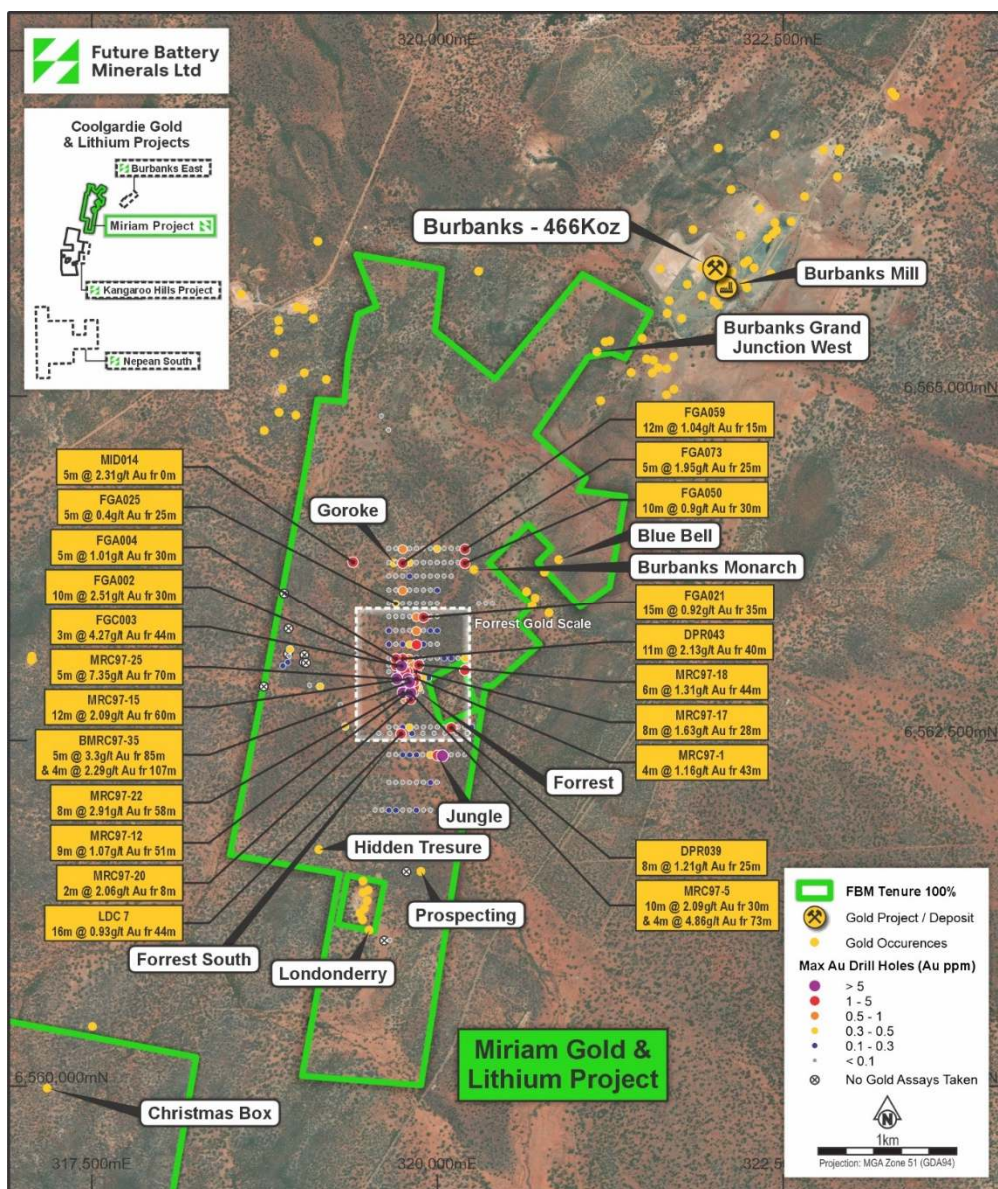 320,000mE
322,500mE
Future Battery
Minerals Ltd
Coolgardie Gold
& Lithium Projects
Burbanks East
Miriam Project
Kangaroo Hills Project
Nepean South
Burbanks - 466Koz
Burbanks Mill
Burbanks Grand
Junction West
6,565,000mN
FGA059
12m @ 1.04g/t Au fr 15m
FGA073
5m @ 1.95g/t Au fr 25m
FGA050
10m @ 0.9g/t Au fr 30m
MID014
5m @ 2.31g/t Au fr 0m
FGA025
5m @ 0.4g/t Au fr 25m
FGA004
5m @ 1.01g/t Au fr 30m
FGA002
10m @ 2.51g/t Au fr 30m
FGC003
3m @ 4.27g/t Au fr 44m
MRC97-25
5m @ 7.35g/t Au fr 70m
MRC97-15
12m @ 2.09g/t Au fr 60m
BMRC97-35
5m @ 3.3g/t Au fr 85m
& 4m @ 2.29g/t Au fr 107m
MRC97-22
8m @ 2.91g/t Au fr 58m
MRC97-12
9m @ 1.07g/t Au fr 51m
MRC97-20
2m @ 2.06g/t Au fr 8m
LDC 7
16m @ 0.93g/t Au fr 44m
Goroke
Blue Bell
Burbanks Monarch
Forrest Gold Scale
FGA021
15m @ 0.92g/t Au fr 35m
DPR043
11m @ 2.13g/t Au fr 40m
MRC97-18
6m @ 1.31g/t Au fr 44m
MRC97-17
8m @ 1.63g/t Au fr 28m
MRC97-1
4m @ 1.16g/t Au fr 43m
6,562,500mN
Forrest
Jungle
Hidden Tresure
Prospecting
Forrest South
Londonderry
DPR039
8m @ 1.21g/t Au fr 25m
MRC97-5
10m @ 2.09g/t Au fr 30m
& 4m @ 4.86g/t Au fr 73m
Miriam Gold &
Lithium Project
6,560,000mN
Christmas Box
317,500mE
320,000mE
322,500mE
FBM Tenure 100%
Gold Project / Deposit
Gold Occurences
Max Au Drill Holes (Au ppm)
> 5
1 - 5
0.5 - 1
0.3 - 0.5
0.1 - 0.3
< 0.1
No Gold Assays Taken
N
1km
Projection: MGA Zone 51 (GDA94)